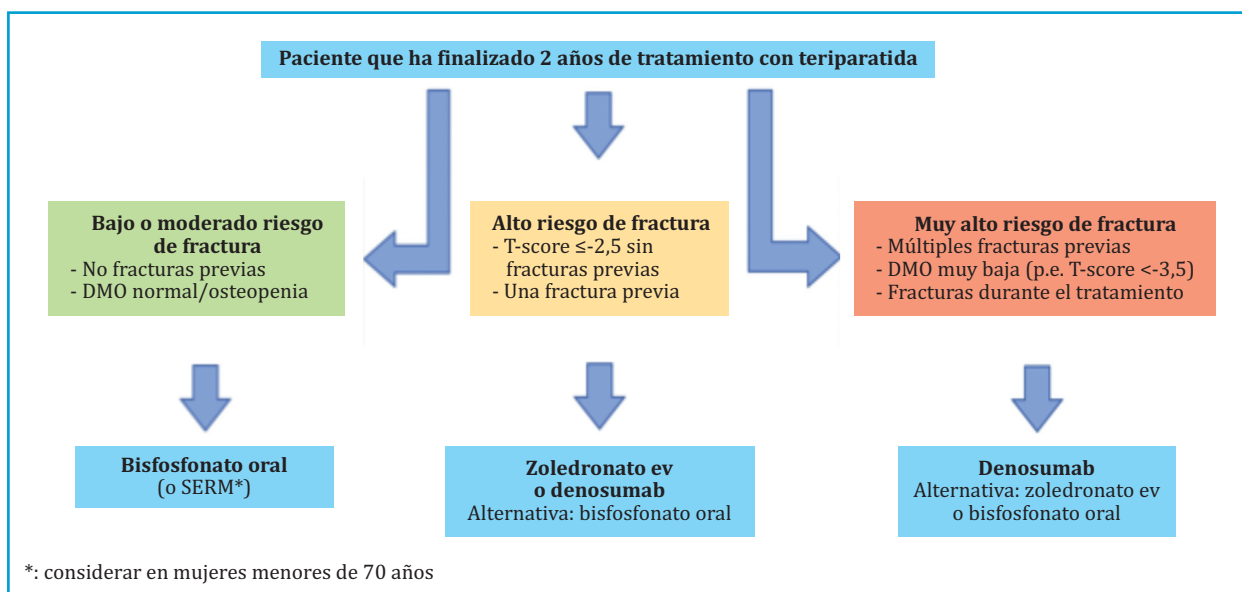 Paciente que ha finalizado 2 años de tratamiento con teriparatida
Bajo o moderado riesgo
de fractura
- No fracturas previas
- DMO normal/osteopenia
Alto riesgo de fractura
- T-score ≤-2,5 sin
fracturas previas
- Una fractura previa
Muy alto riesgo de fractura
- Múltiples fracturas previas
- DMO muy baja (p.e. T-score <-3,5)
- Fracturas durante el tratamiento
Bisfosfonato oral
(o SERM*)
Zoledronato ev
o denosumab
Alternativa: bisfosfonato oral
Denosumab
Alternativa: zoledronato ev
o bisfosfonato oral
*: considerar en mujeres menores de 70 años